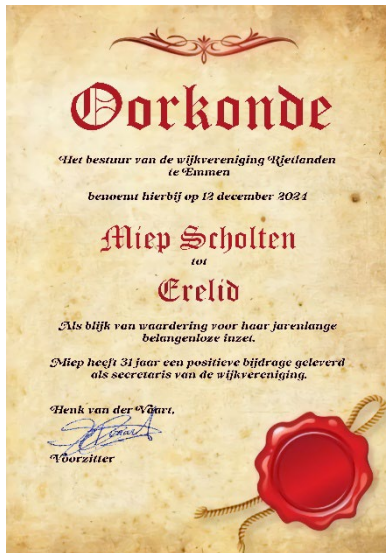 Oorkonde
Het bestuur van de wijkvereniging Rietlanden
te Emmen
benoemt hierbij op 12 december 2024
Miep Scholten
tot
Erelid
Als blijk van waardering voor haar jarenlange
belangenloze inzet.
Miep heeft 31 jaar een positieve bijdrage geleverd
als secretaris van de wijkvereniging.
Henk van der Vaart,
Voorzitter